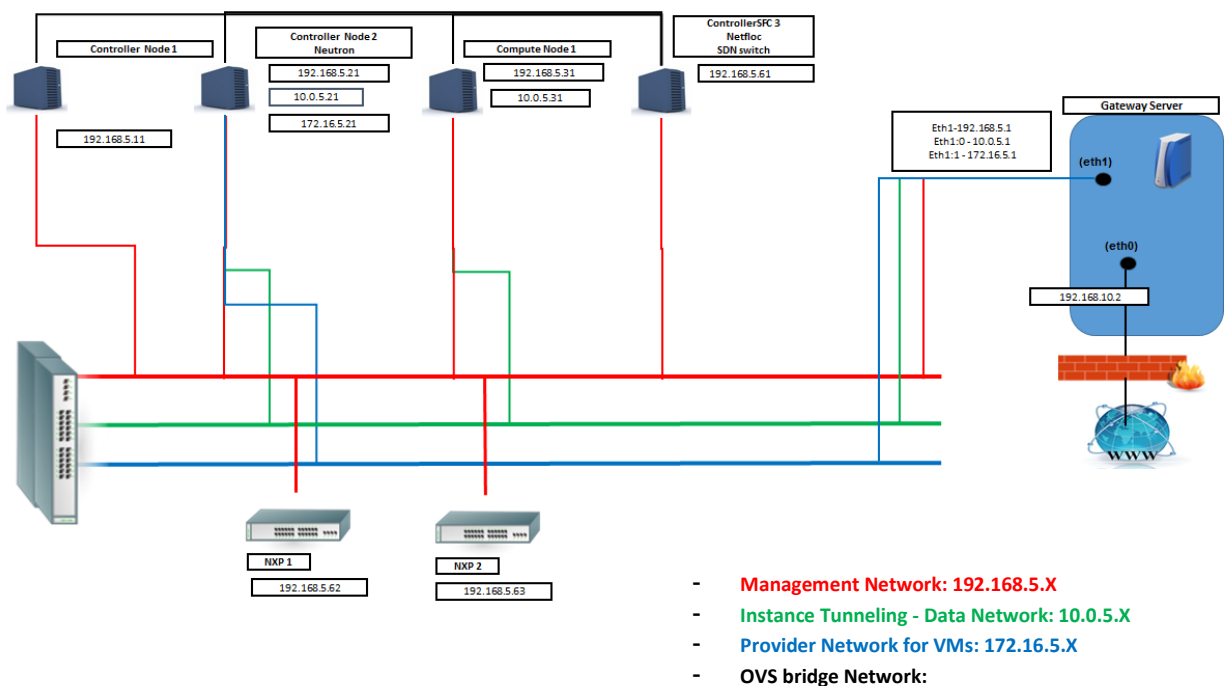 Controller Node 1
Controller Node 2
Neutron
192.168.5.21
10.0.5.21
172.16.5.21
Compute Node 1
192.168.5.31
10.0.5.31
ControllerSFC 3
Netfloc
SDN switch
192.168.5.61
192.168.5.11
Eth1-192.168.5.1
Eth1:0 - 10.0.5.1
Eth1:1 - 172.16.5.1
Gateway Server
(eth1)
(eth0)
192.168.10.2
WWW
NXP 1
192.168.5.62
NXP 2
192.168.5.63
- Management Network: 192.168.5.X
- Instance Tunneling - Data Network: 10.0.5.X
- Provider Network for VMs: 172.16.5.X
- OVS bridge Network: